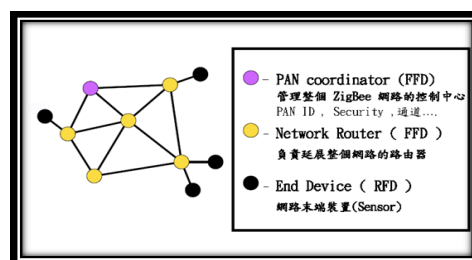 - PAN coordinator (FFD)
管理整個 ZigBee 網路的控制中心
PAN ID , Security ,通道....
- Network Router ( FFD )
負責延展整個網路的路由器
- End Device ( RFD )
網路末端裝置(Sensor)